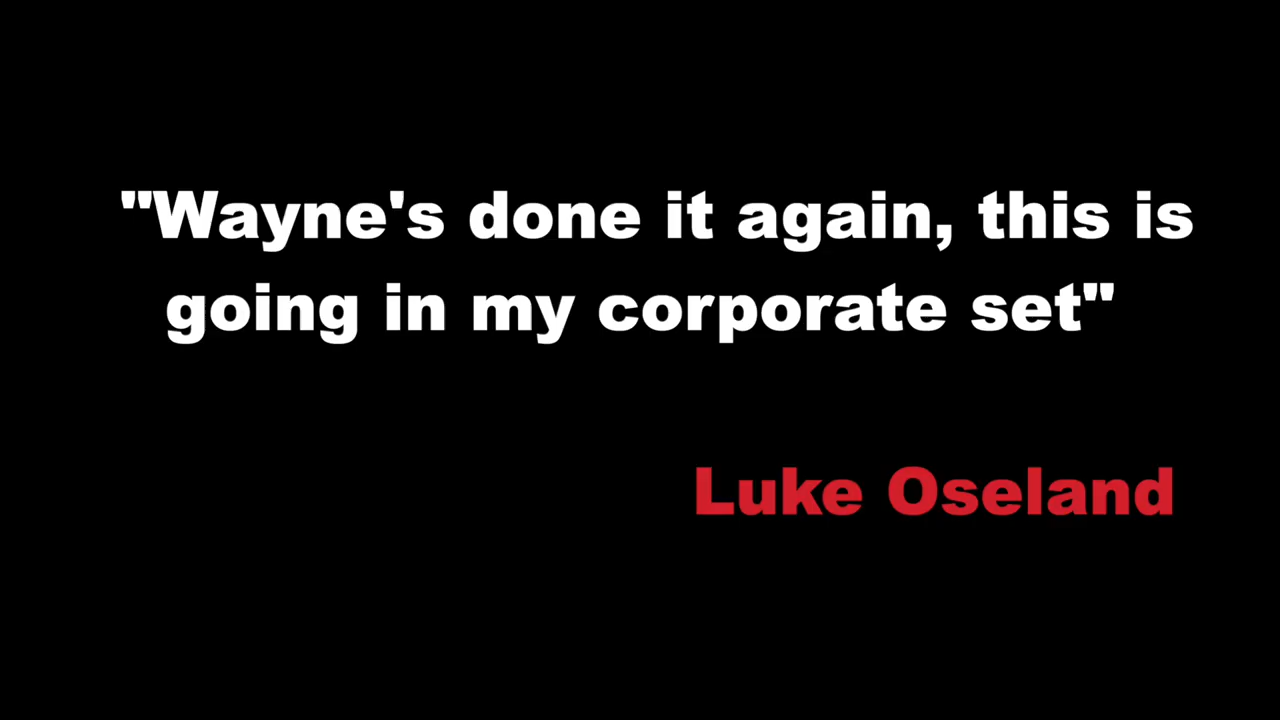 "Wayne's done it again, this is
going in my corporate set"
Luke Oseland